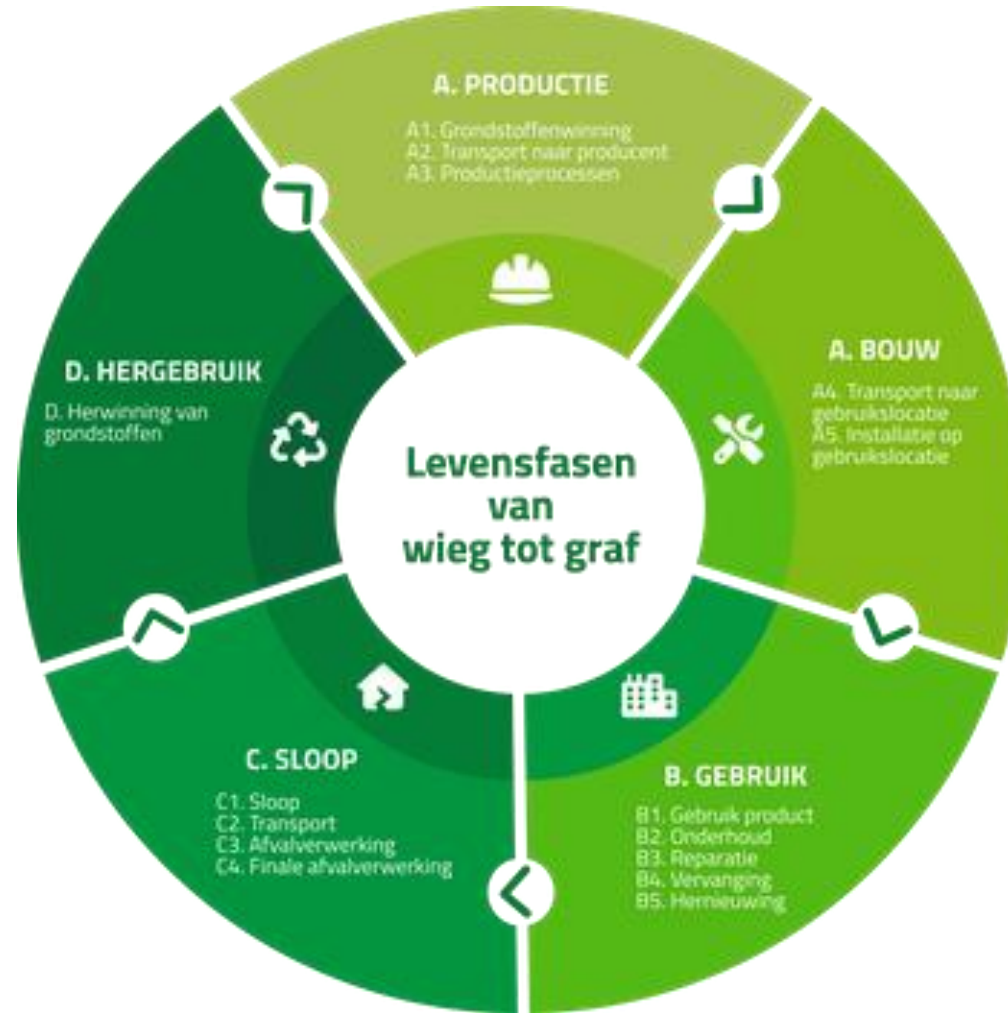 A. PRODUCTIE
A1. Grondstoffenwinning
A2. Transport naar producent
A3. Productieprocessen
A. BOUW
A4. Transport naar
gebruikslocatie
A5. Installatie op
gebruikslocatie
B. GEBRUIK
B1. Gebruik product
B2. Onderhoud
B3. Reparatie
B4. Vervanging
B5. Hernieuwing
C. SLOOP
C1. Sloop
C2. Transport
C3. Afvalverwerking
C4. Finale afvalverwerking
D. HERGEBRUIK
D. Herwinning van
grondstoffen
Levensfasen
van
wieg tot graf